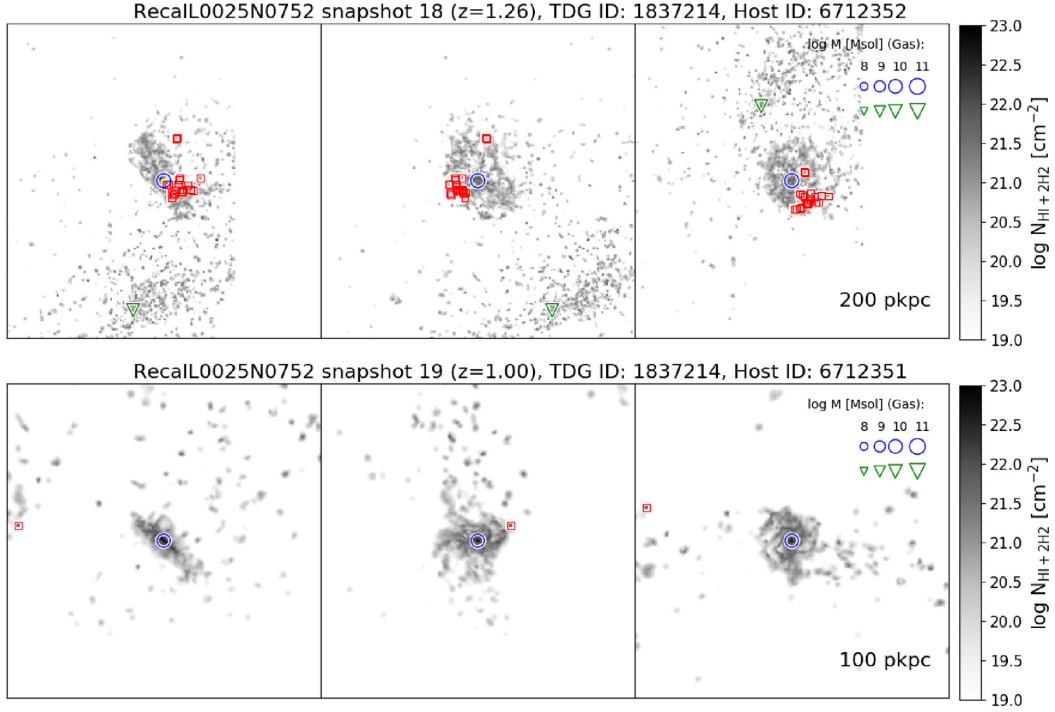 RecalL0025N0752 snapshot 18 (z=1.26), TDG ID: 1837214, Host ID: 6712352
log M [Msol] (Gas):
8 9 10 11
200 pkpc
23.0
22.5
22.0
21.5
21.0
20.5
20.0
19.5
19.0
log N_{HI+2H2} [cm^{-2}]
RecalL0025N0752 snapshot 19 (z=1.00), TDG ID: 1837214, Host ID: 6712351
log M [Msol] (Gas):
8 9 10 11
100 pkpc
23.0
22.5
22.0
21.5
21.0
20.5
20.0
19.5
19.0
log N_{HI+2H2} [cm^{-2}]